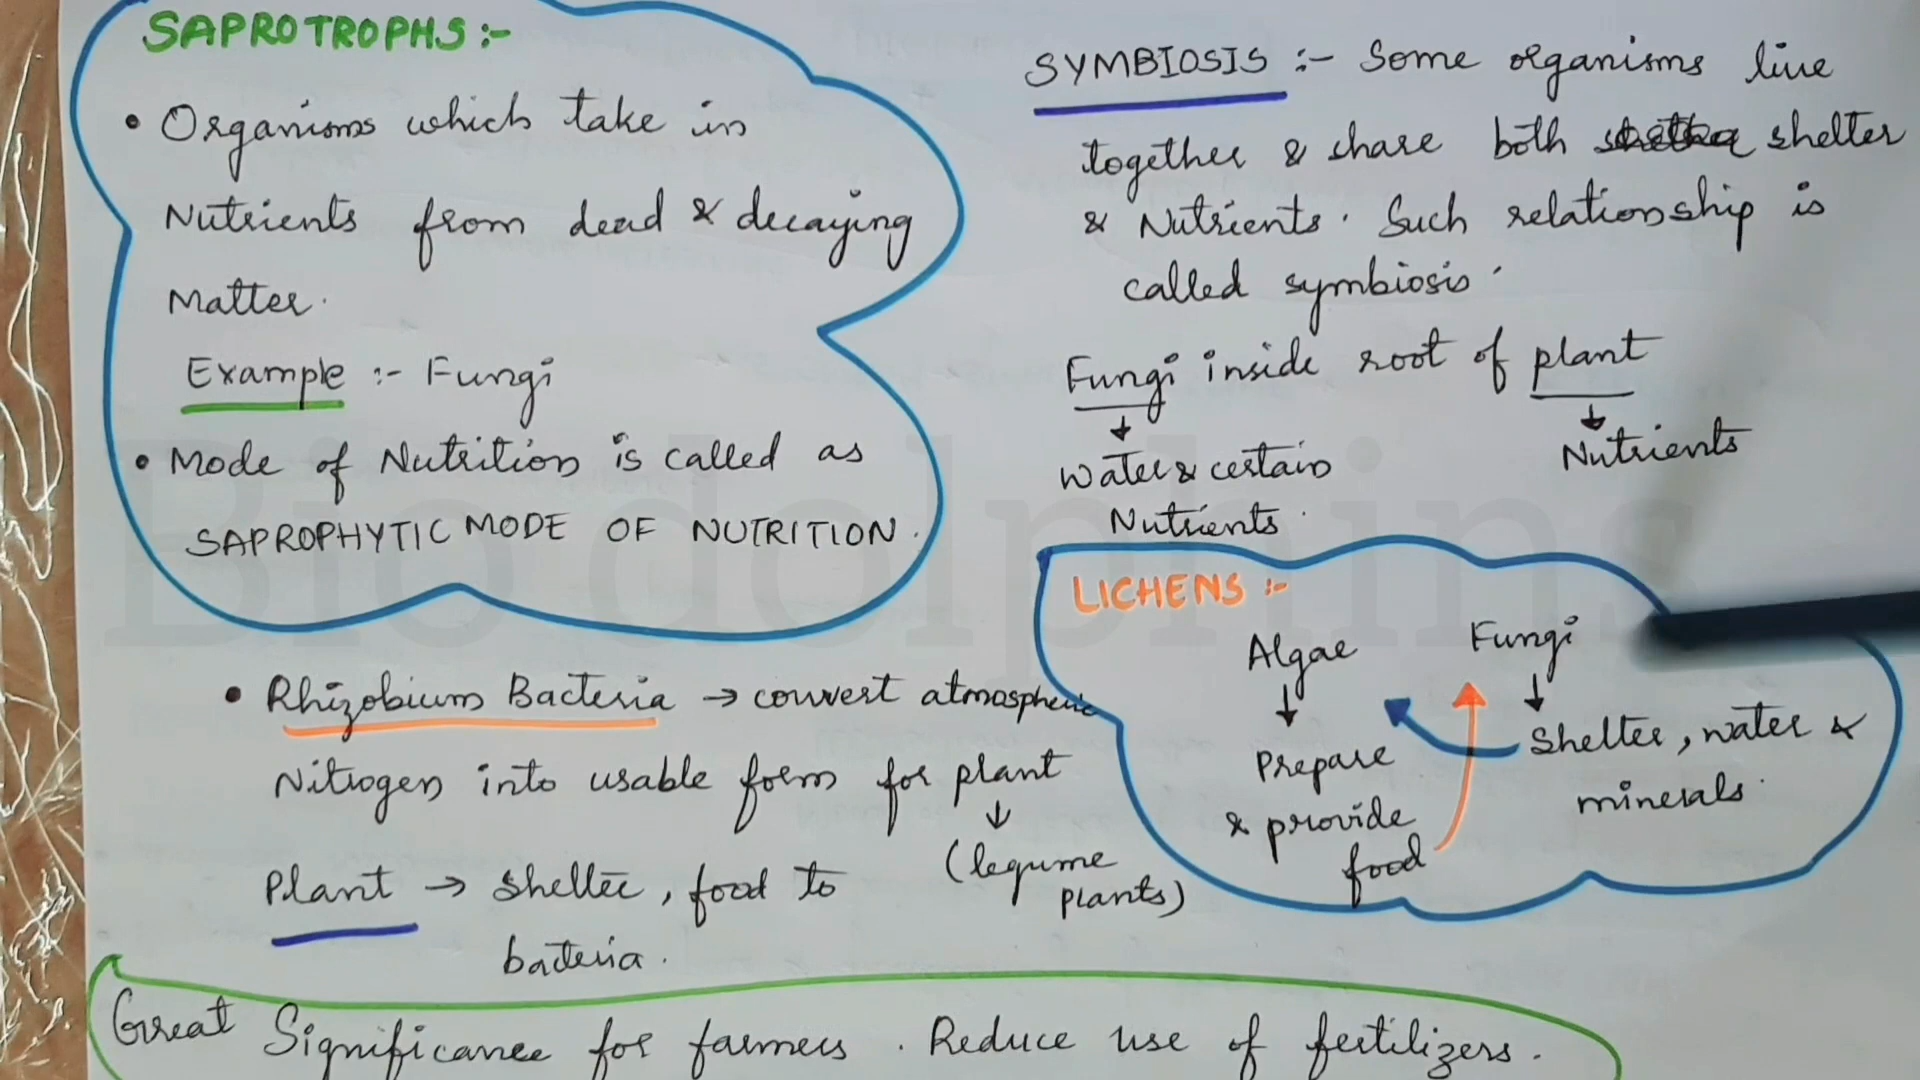 SAPROTROPHS :-
• Organisms which take in
Nutrients from dead & decaying
Matter.
Example :- Fungi
• Mode of Nutrition is called as
SAPROPHYTIC MODE OF NUTRITION.
SYMBIOSIS :- Some organisms live
together & share both shelter
& Nutrients. Such relationship is
called symbiosis.
Fungi inside root of plant
Water & certain
Nutrients.
Nutrients
LICHENS :-
Algae
Prepare
& provide
food
Fungi
Shelter, water &
minerals.
• Rhizobium Bacteria → convert atmospheric
Nitrogen into usable form for plant
(legume
plants)
Plant → shelter, food to
bacteria.
Great Significance for farmers. Reduce use of fertilizers.
Bio dolphins